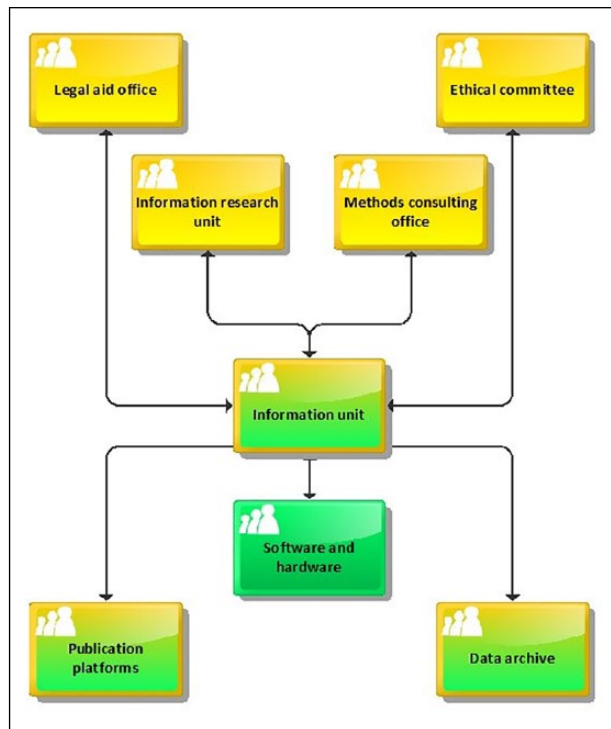 Legal aid office
Ethical committee
Information research
unit
Methods consulting
office
Information unit
Software and
hardware
Publication
platforms
Data archive